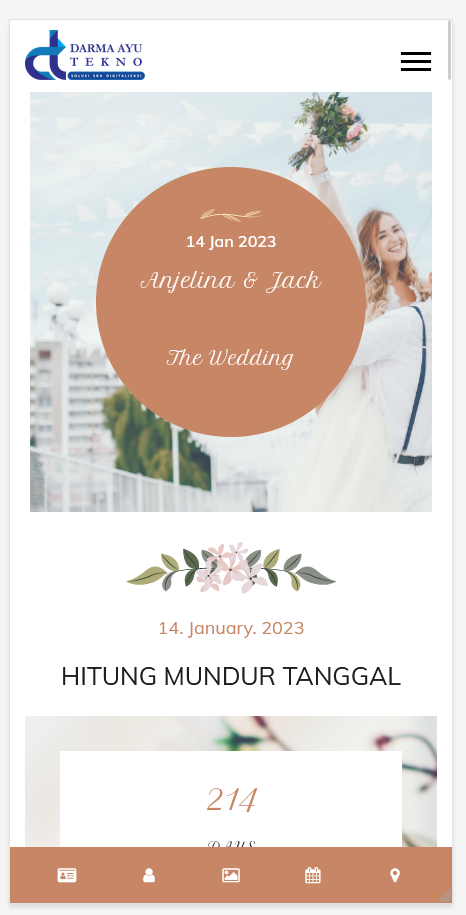 DARMA AYU
TEKNO
SOLUSI ERA DIGITALISASI
14 Jan 2023
Anjelina & Jack
The Wedding
14. January. 2023
HITUNG MUNDUR TANGGAL
214
DAYS